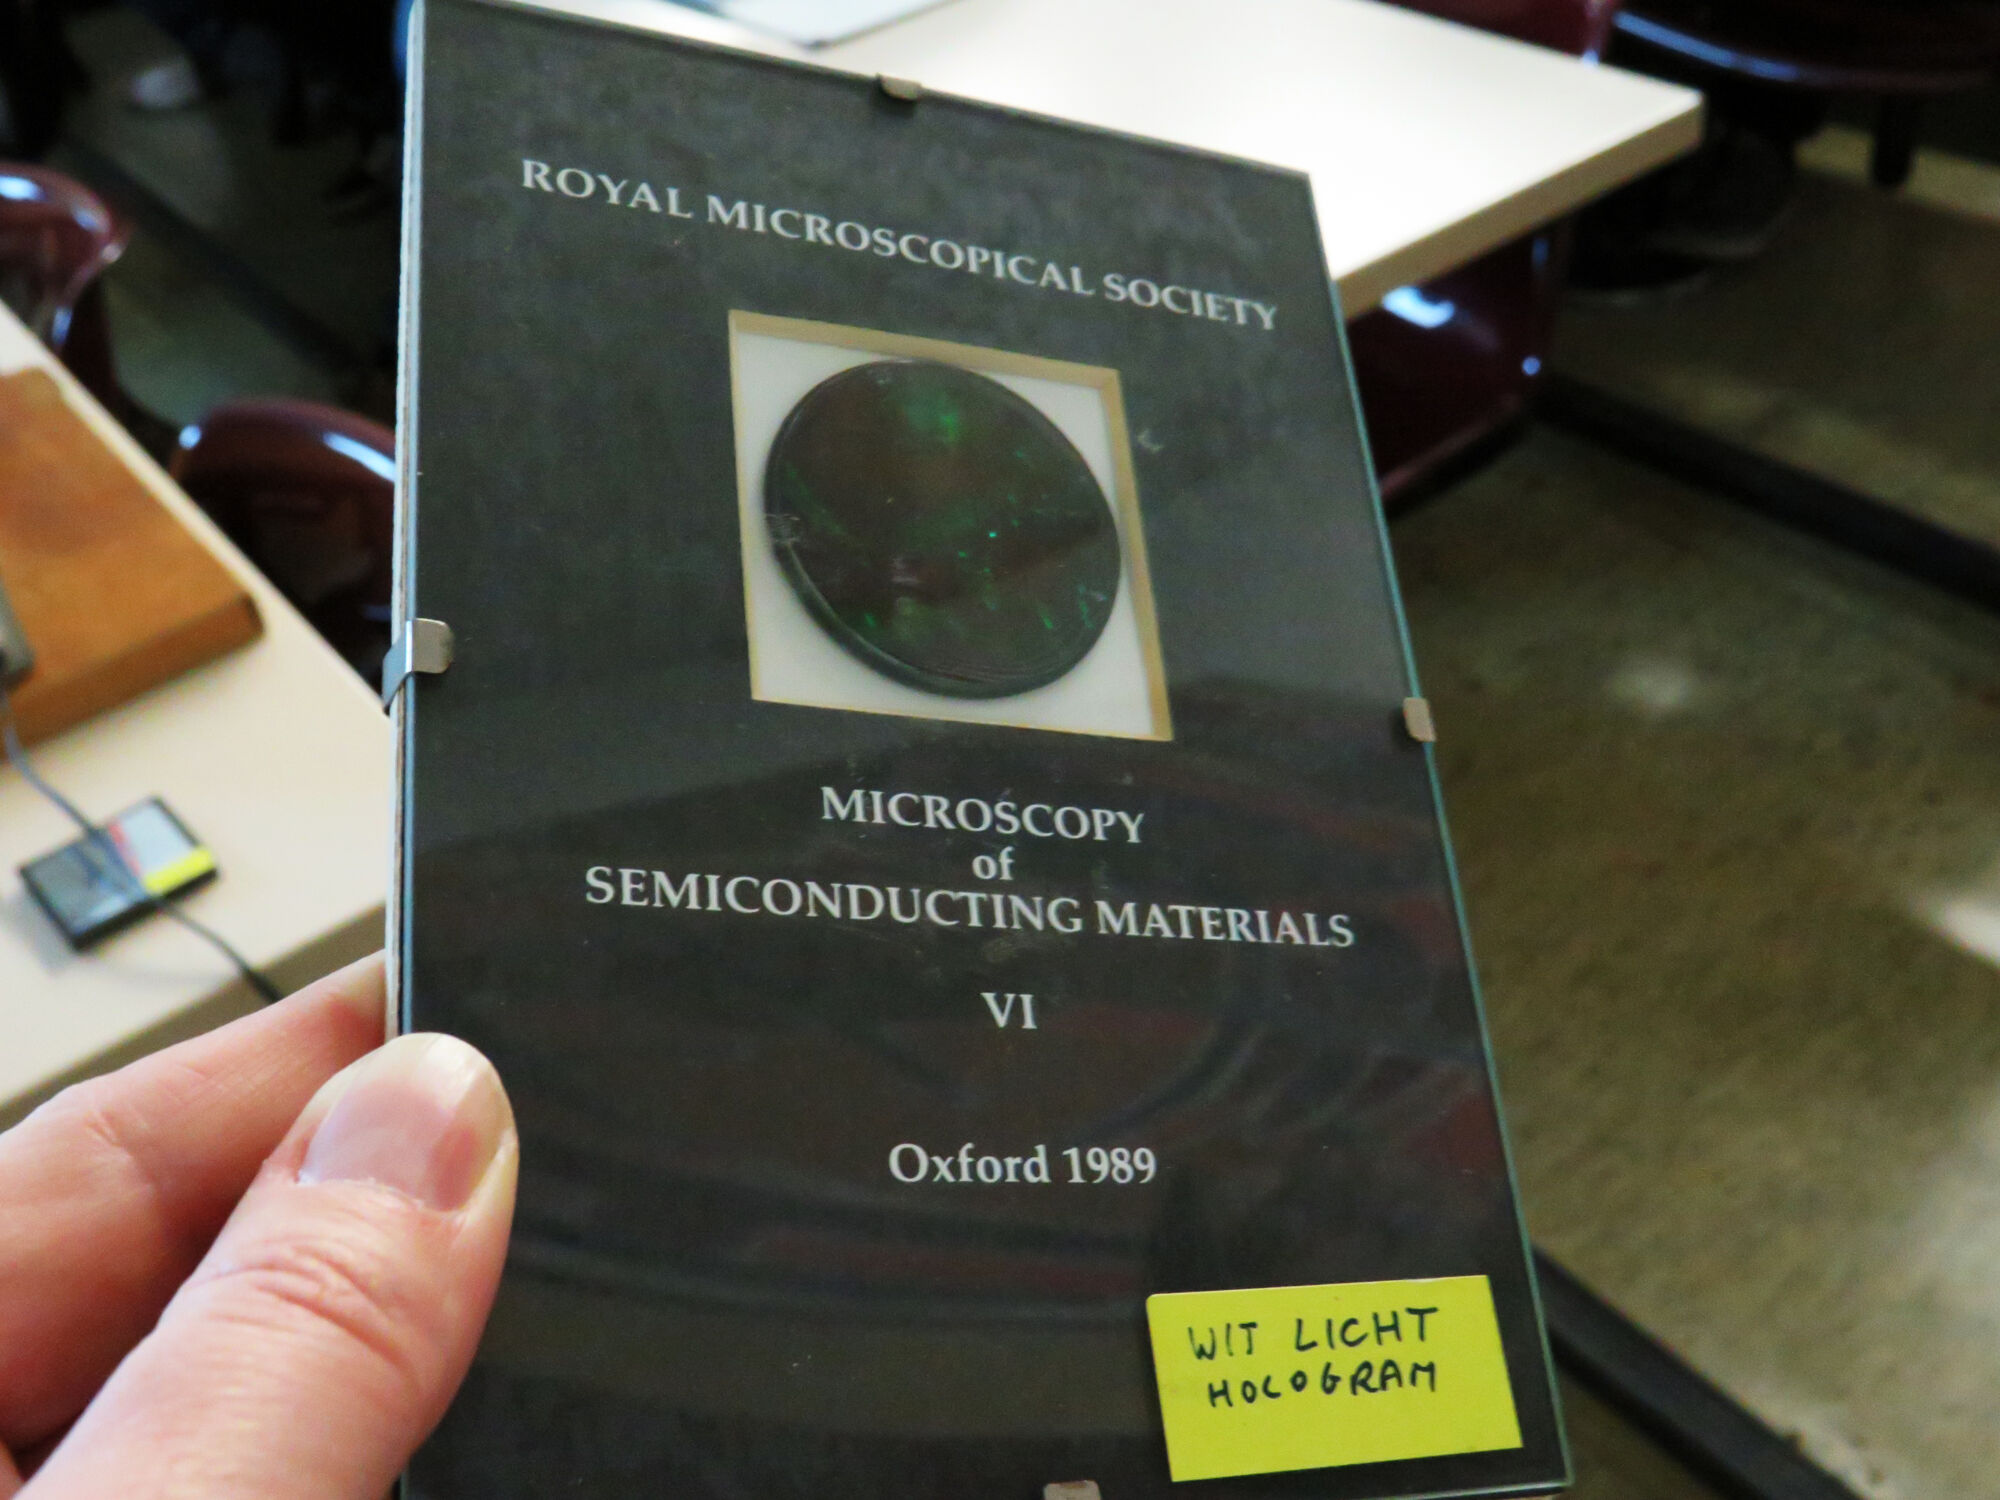 ROYAL MICROSCOPICAL SOCIETY
MICROSCOPY
of
SEMICONDUCTING MATERIALS
VI
Oxford 1989
WIT LICHT
HOLOGRAM